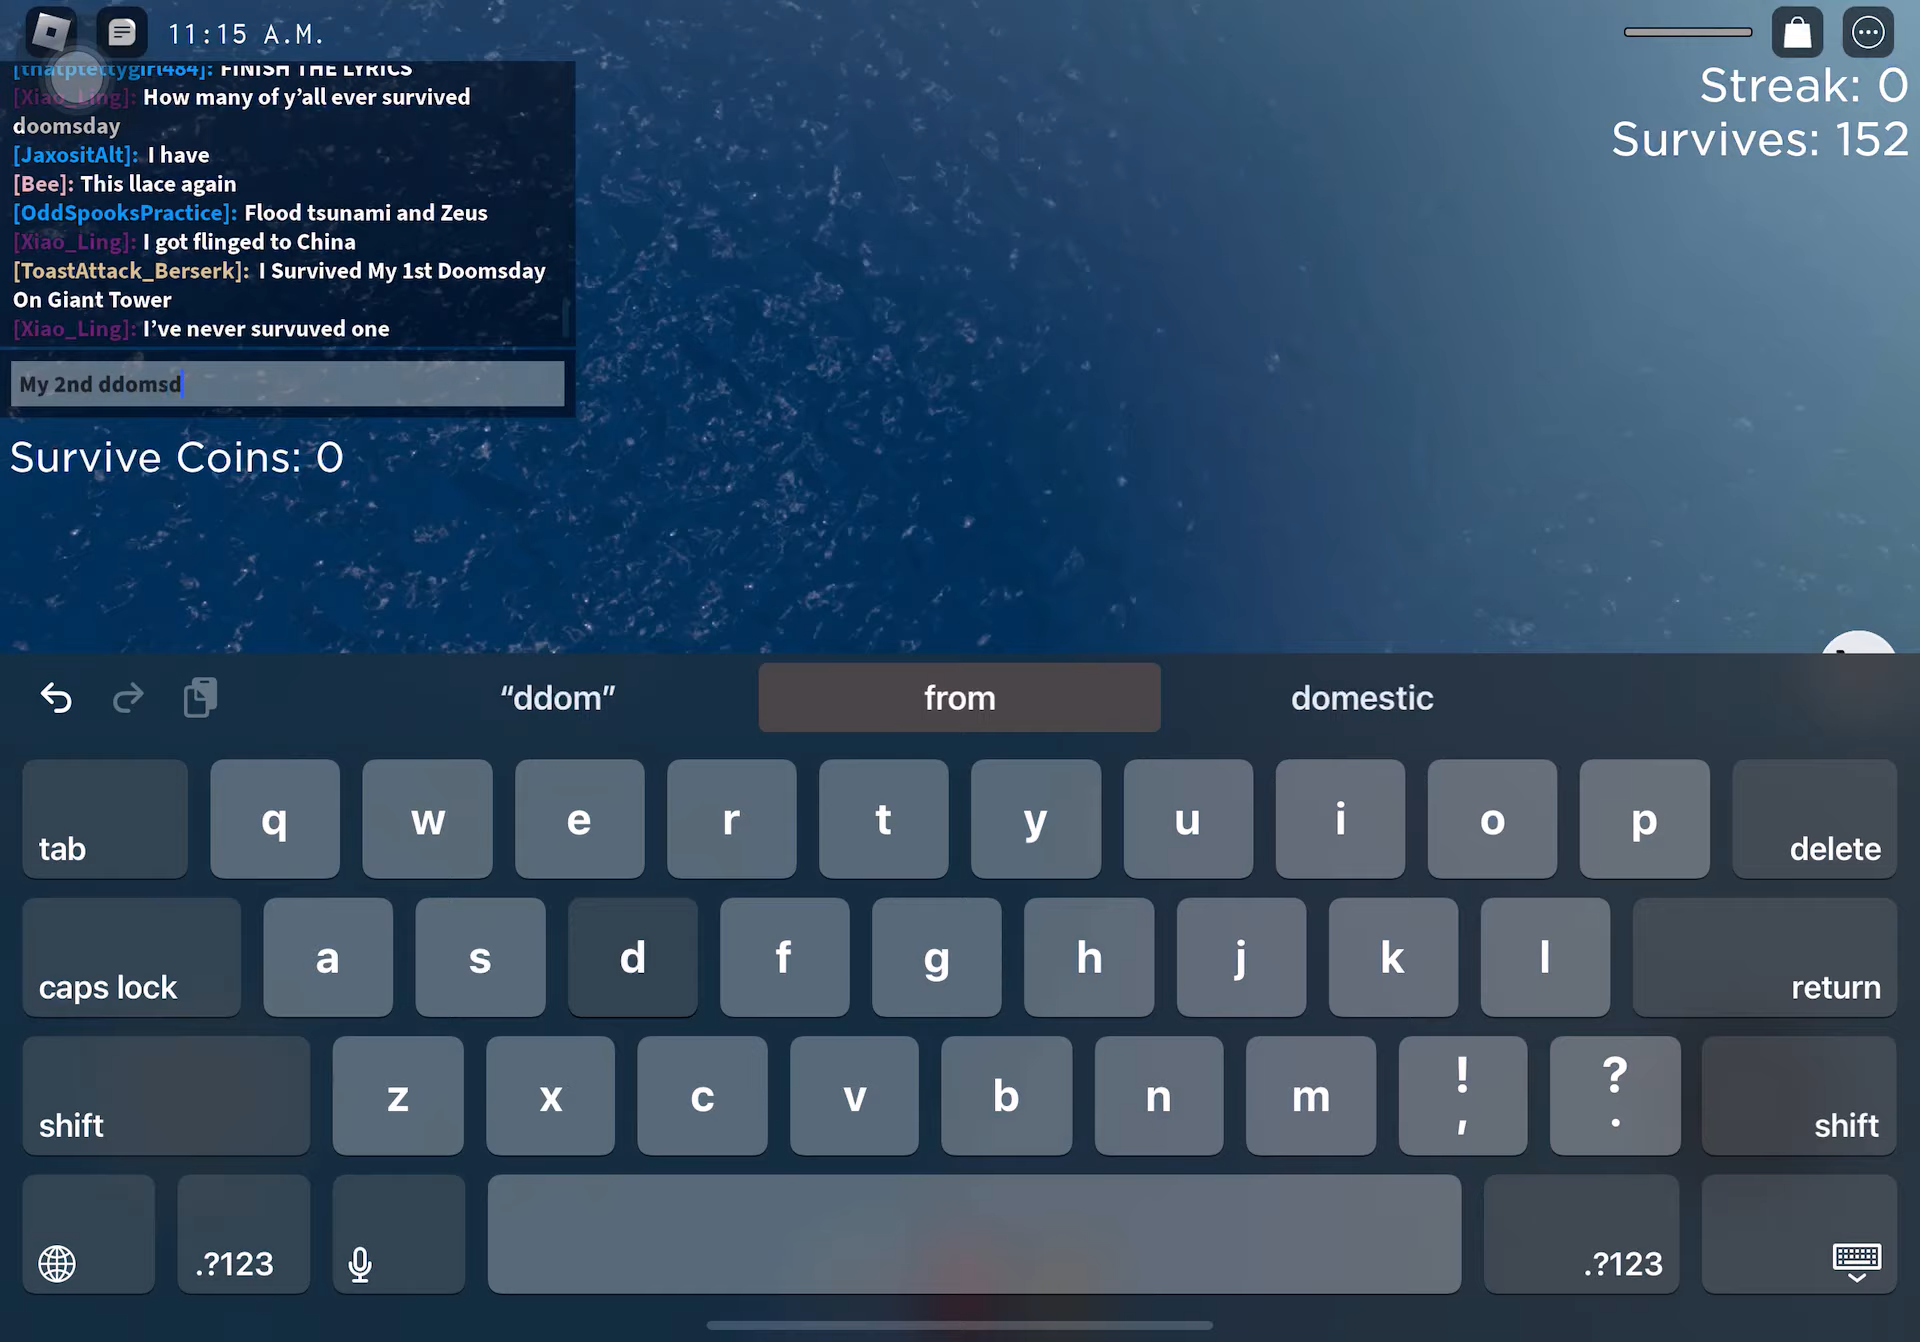 11:15 A.M.
[thatprettygirl484]: FINISH THE LYRICS
[Xiao_Ling]: How many of y'all ever survived
doomsday
[JaxositAlt]: I have
[Bee]: This llace again
[OddSpooksPractice]: Flood tsunami and Zeus
[Xiao_Ling]: I got flinged to China
[ToastAttack_Berserk]: I Survived My 1st Doomsday
On Giant Tower
[Xiao_Ling]: I've never survuved one
My 2nd ddomsd
Streak: 0
Survives: 152
Survive Coins: 0
“ddom” from domestic
tab q w e r t y u i o p delete
caps lock a s d f g h j k l return
shift z x c v b n m ! , ? . shift
.?123 .?123